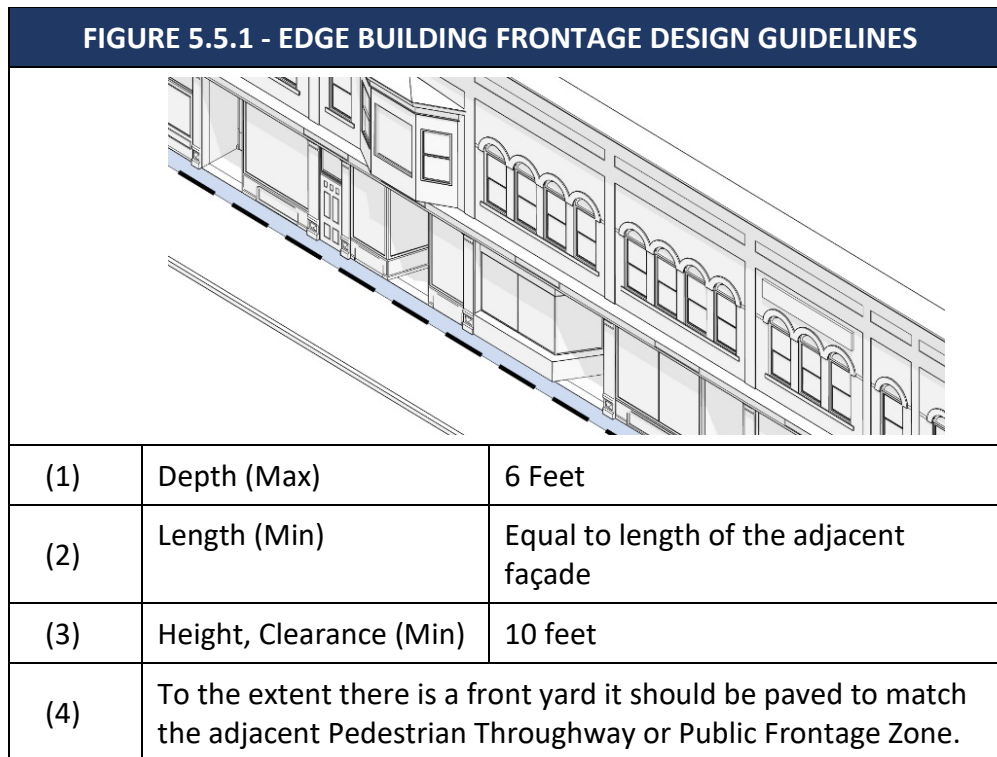 FIGURE 5.5.1 - EDGE BUILDING FRONTAGE DESIGN GUIDELINES
(1) Depth (Max) 6 Feet
(2) Length (Min) Equal to length of the adjacent
façade
(3) Height, Clearance (Min) 10 feet
(4) To the extent there is a front yard it should be paved to match
the adjacent Pedestrian Throughway or Public Frontage Zone.